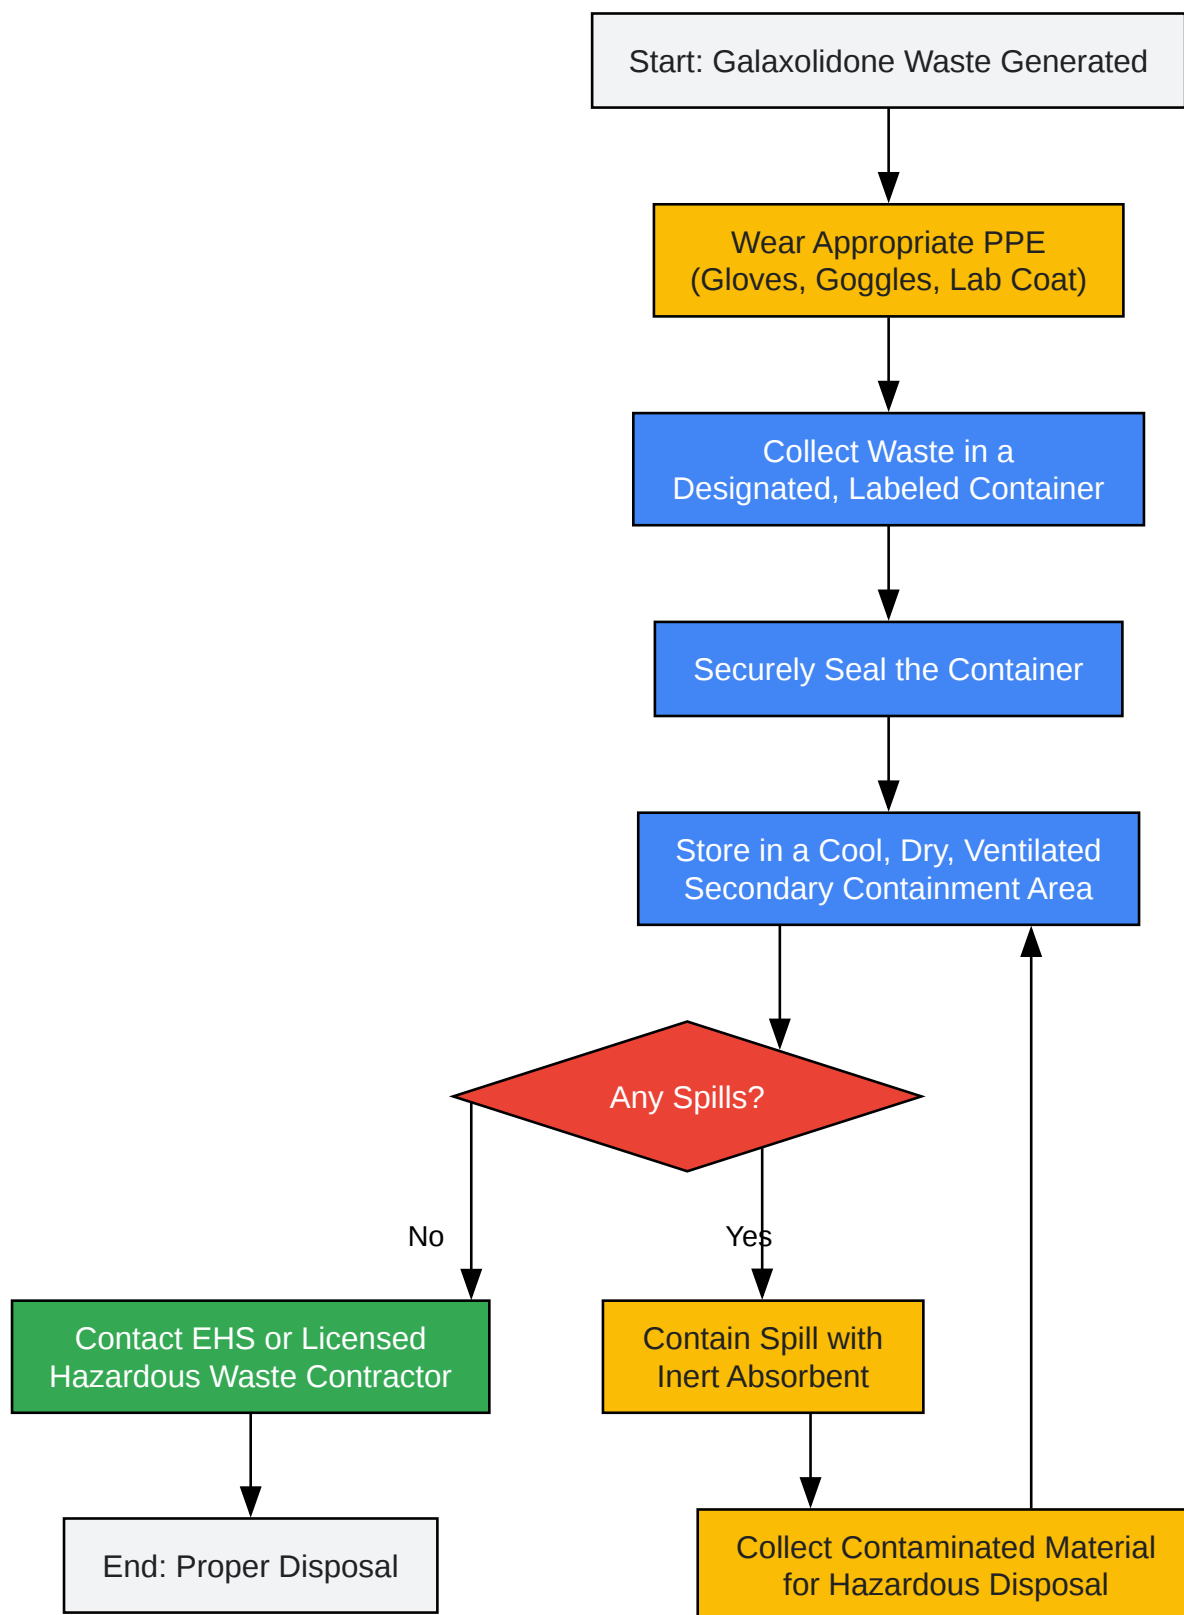 Start: Galaxolidone Waste Generated
Wear Appropriate PPE
(Gloves, Goggles, Lab Coat)
Collect Waste in a
Designated, Labeled Container
Securely Seal the Container
Store in a Cool, Dry, Ventilated
Secondary Containment Area
Any Spills?
No
Yes
Contact EHS or Licensed
Hazardous Waste Contractor
Contain Spill with
Inert Absorbent
End: Proper Disposal
Collect Contaminated Material
for Hazardous Disposal